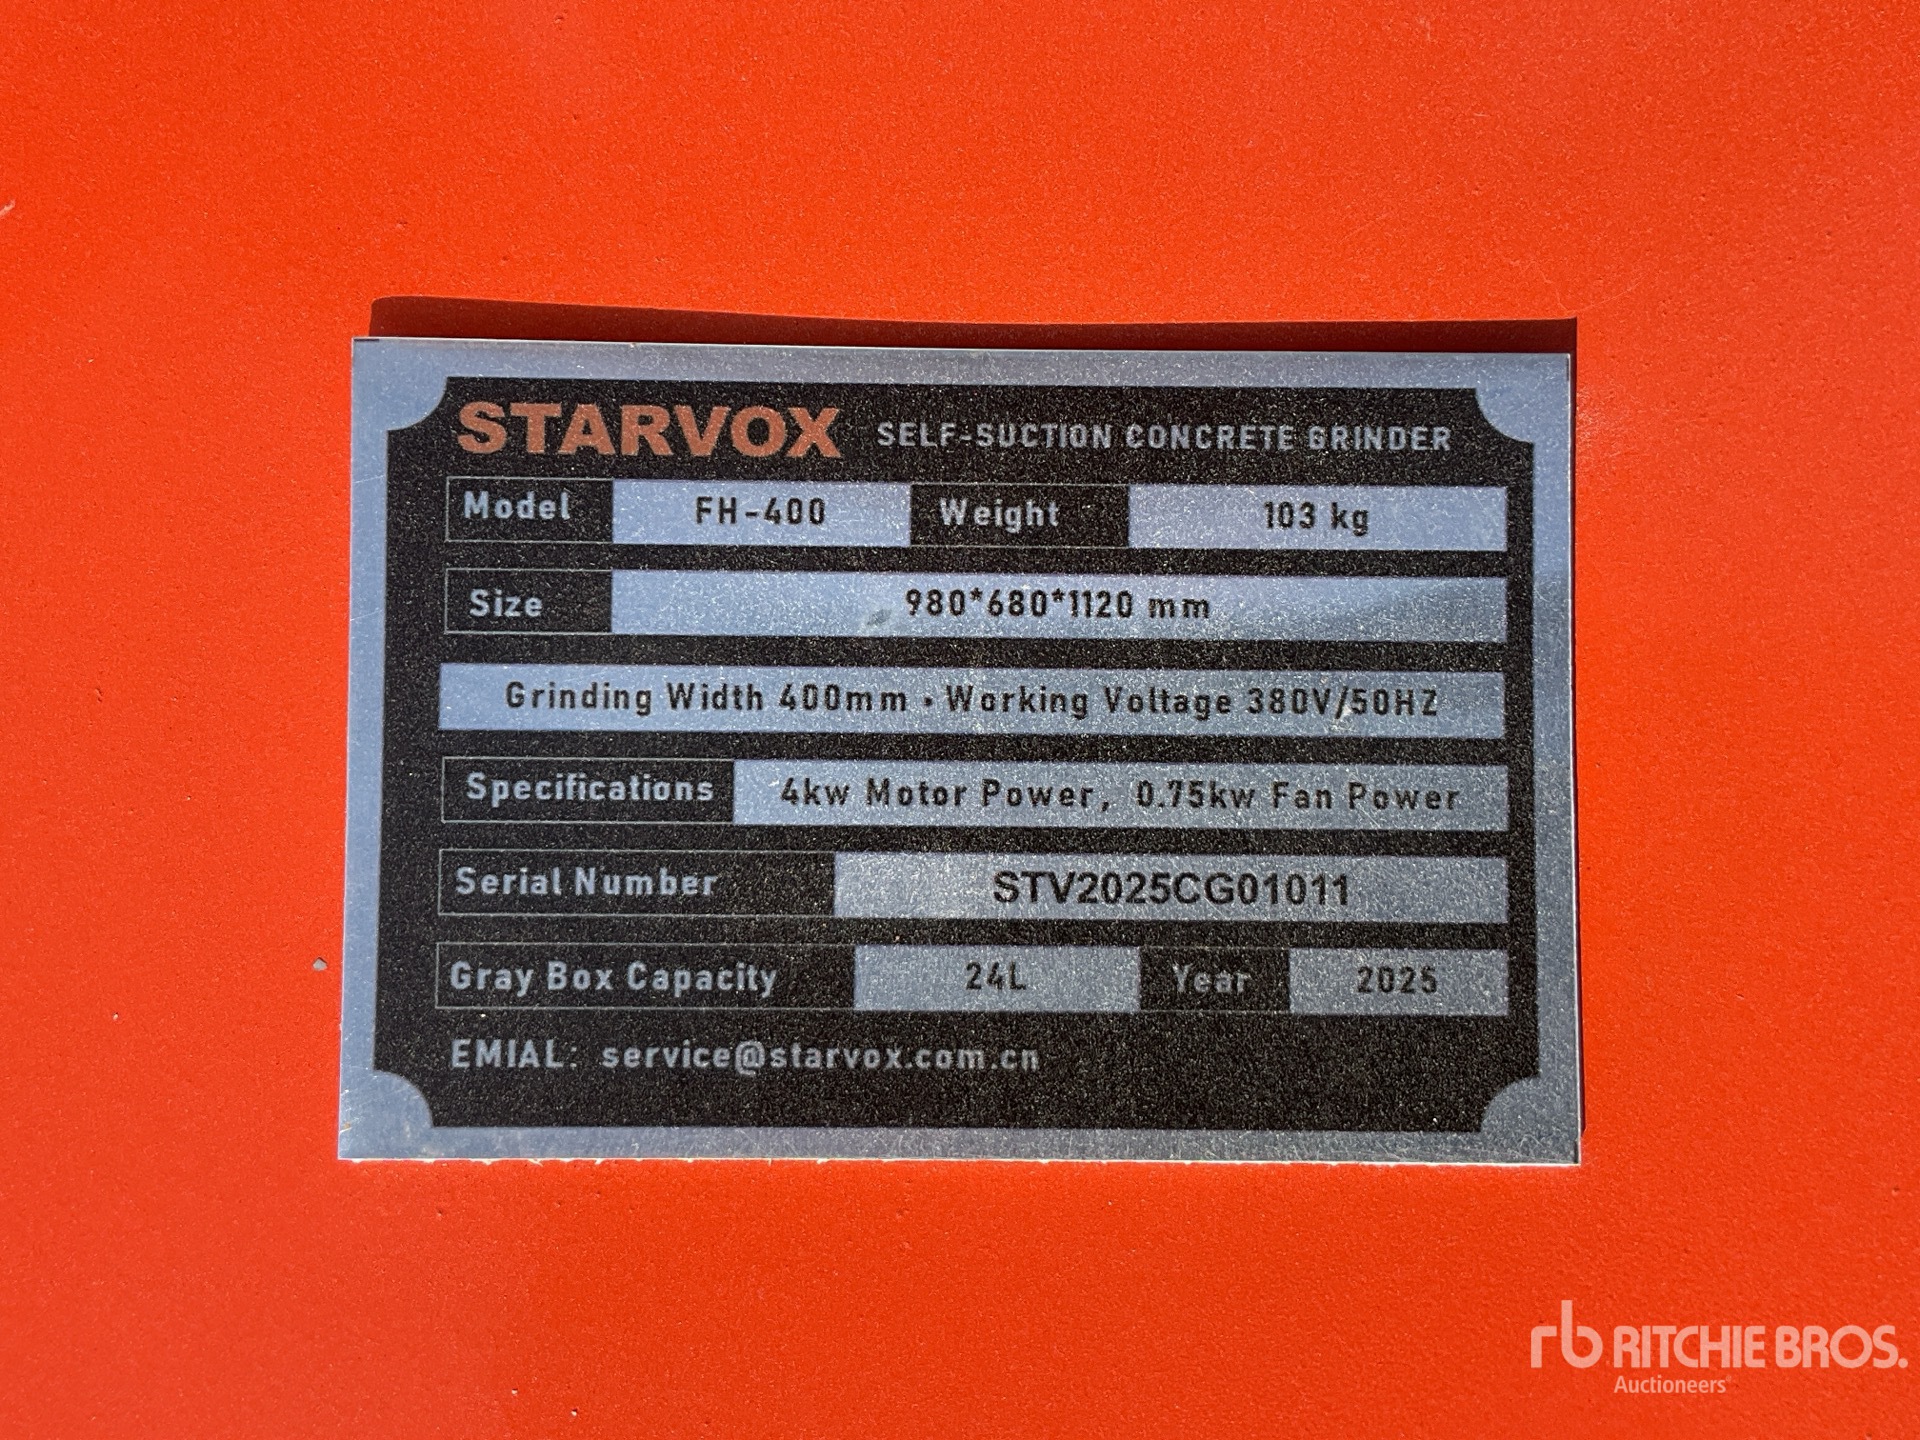 STARVOX SELF-SUCTION CONCRETE GRINDER
Model FH-400 Weight 103 kg
Size 980*680*1120 mm
Grinding Width 400mm · Working Voltage 380V/50HZ
Specifications 4kw Motor Power, 0.75kw Fan Power
Serial Number STV2025CG01011
Gray Box Capacity 24L Year 2025
EMIAL: service@starvox.com.cn
rb RITCHIE BROS.
Auctioneers®